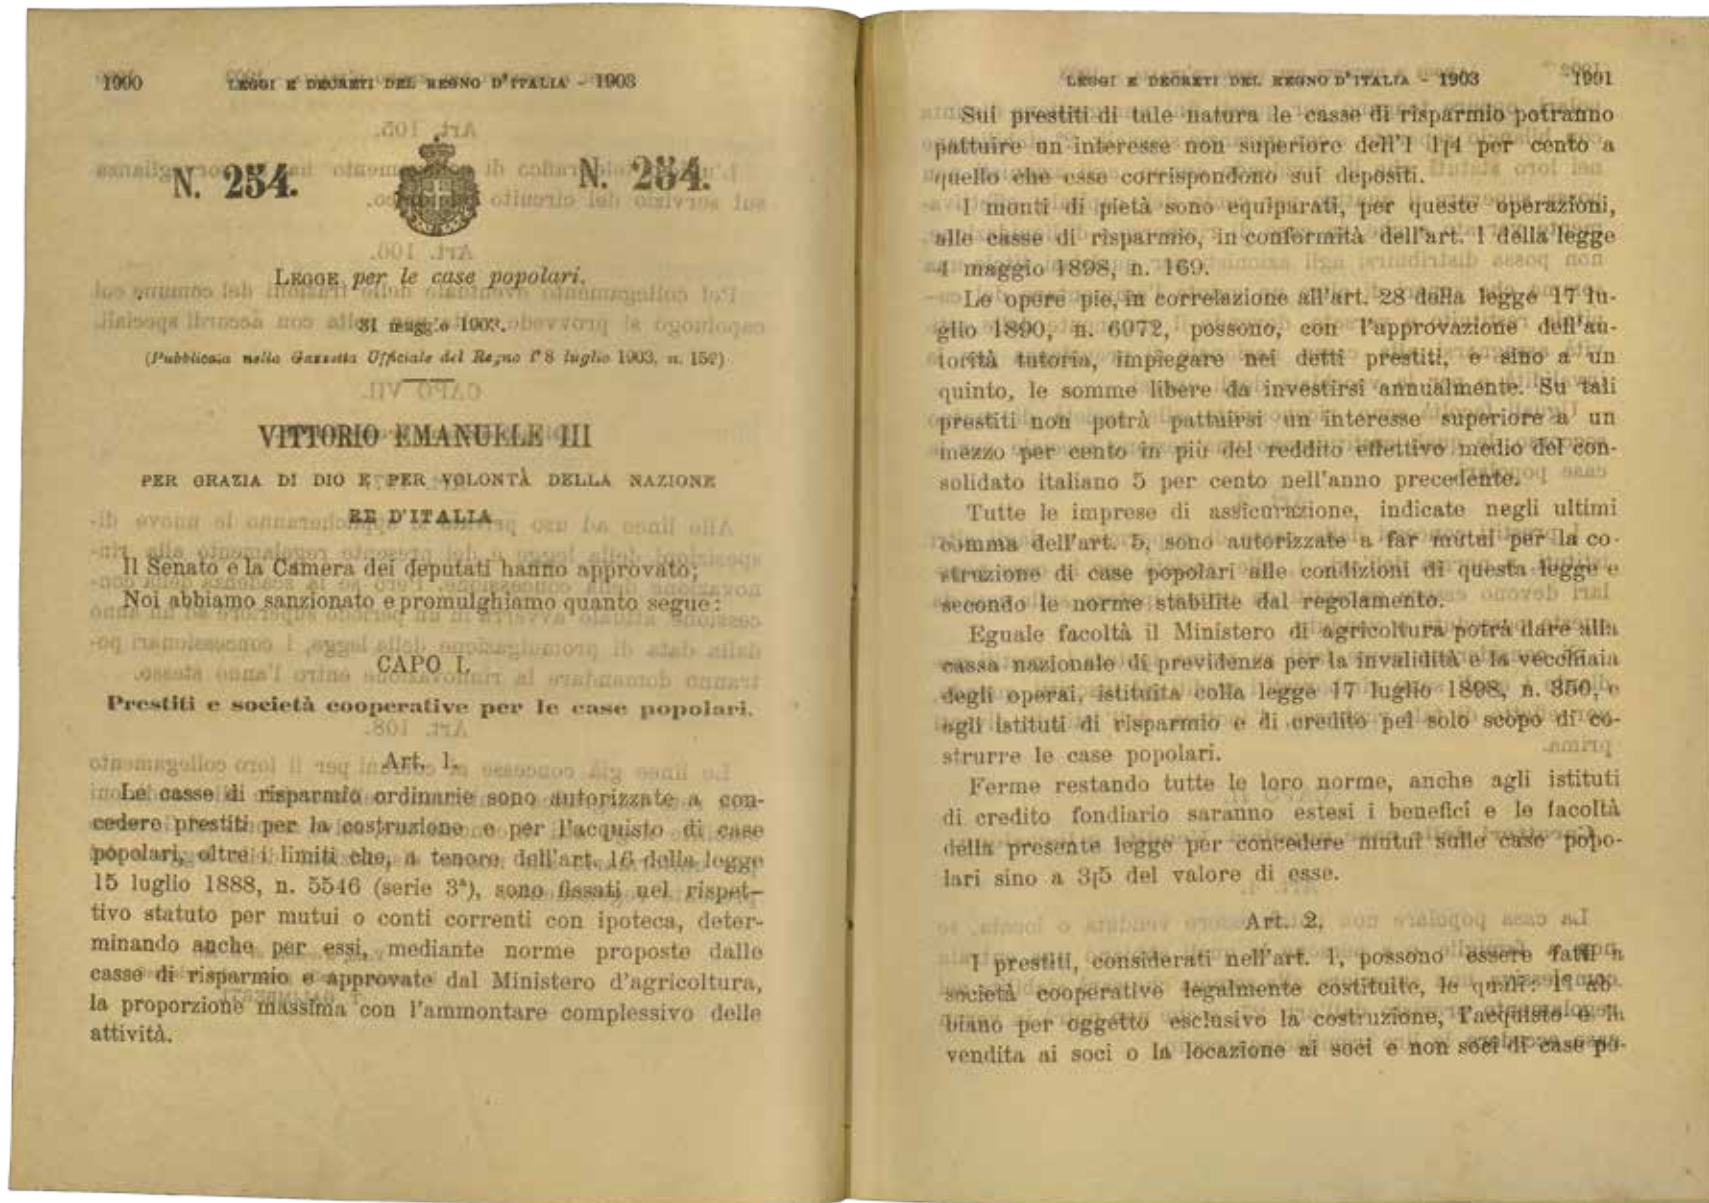 1900 LEGGI E DECRETI DEL REGNO D'ITALIA - 1903
N. 254. N. 254.
LEGGE per le case popolari.
31 maggio 1903.
(Pubblicata nella Gazzetta Ufficiale del Regno l'8 luglio 1903, n. 159)
VITTORIO EMANUELE III
PER GRAZIA DI DIO E PER VOLONTÀ DELLA NAZIONE
RE D'ITALIA
Il Senato e la Camera dei deputati hanno approvato;
Noi abbiamo sanzionato e promulghiamo quanto segue:
CAPO I.
Prestiti e società cooperative per le case popolari.
Art. 1.
Le casse di risparmio ordinarie sono autorizzate a con-
cedere prestiti per la costruzione e per l'acquisto di case
popolari, oltre i limiti che, a tenore dell'art. 16 della legge
15 luglio 1888, n. 5546 (serie 3ª), sono fissati nel rispet-
tivo statuto per mutui o conti correnti con ipoteca, deter-
minando anche per essi, mediante norme proposte dalle
casse di risparmio e approvate dal Ministero d'agricoltura,
la proporzione massima con l'ammontare complessivo delle
attività.
LEGGI E DECRETI DEL REGNO D'ITALIA - 1903 1901
Sui prestiti di tale natura le casse di risparmio potranno
pattuire un interesse non superiore dell'1 1|4 per cento a
quello che esse corrispondono sui depositi.
I monti di pietà sono equiparati, per queste operazioni,
alle casse di risparmio, in conformità dell'art. 1 della legge
4 maggio 1898, n. 169.
Le opere pie, in correlazione all'art. 28 della legge 17 lu-
glio 1890, n. 6972, possono, con l'approvazione dell'au-
torità tutoria, impiegare nei detti prestiti, e sino a un
quinto, le somme libere da investirsi annualmente. Su tali
prestiti non potrà pattuirsi un interesse superiore a un
mezzo per cento in più del reddito effettivo medio del con-
solidato italiano 5 per cento nell'anno precedente.
Tutte le imprese di assicurazione, indicate negli ultimi
comma dell'art. 5, sono autorizzate a far mutui per la co-
struzione di case popolari alle condizioni di questa legge e
secondo le norme stabilite dal regolamento.
Eguale facoltà il Ministero di agricoltura potrà dare alla
cassa nazionale di previdenza per la invalidità e la vecchiaia
degli operai, istituita colla legge 17 luglio 1898, n. 350, e
agli istituti di risparmio e di credito pel solo scopo di co-
strurre le case popolari.
Ferme restando tutte le loro norme, anche agli istituti
di credito fondiario saranno estesi i benefici e le facoltà
della presente legge per concedere mutui sulle case popo-
lari sino a 3|5 del valore di esse.
Art. 2.
I prestiti, considerati nell'art. 1, possono essere fatti a
società cooperative legalmente costituite, le quali: 1º ab-
biano per oggetto esclusivo la costruzione, l'acquisto e la
vendita ai soci o la locazione ai soci e non soci di case po-